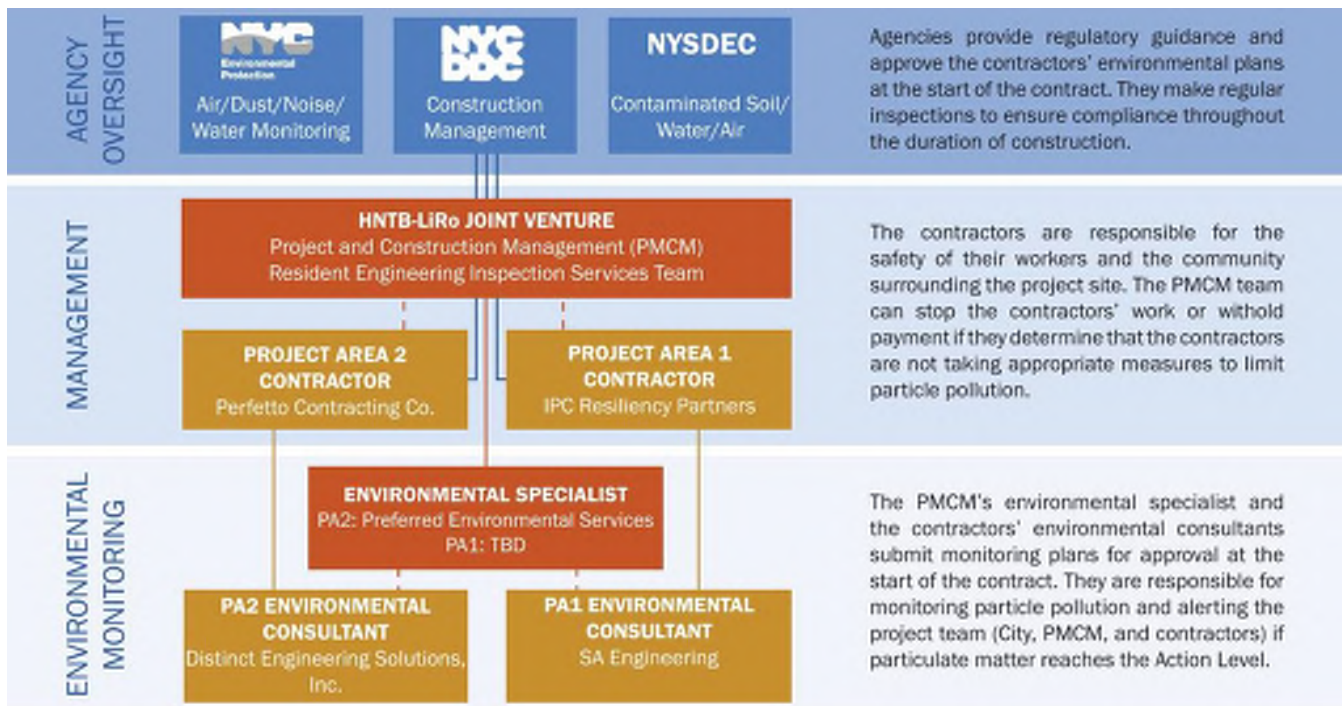 AGENCY
OVERSIGHT
NYC
Environmental
Protection
Air/Dust/Noise/
Water Monitoring
NYC
DDC
Construction
Management
NYSDEC
Contaminated Soil/
Water/Air
Agencies provide regulatory guidance and
approve the contractors' environmental plans
at the start of the contract. They make regular
inspections to ensure compliance throughout
the duration of construction.
MANAGEMENT
HNTB-LiRo JOINT VENTURE
Project and Construction Management (PMCM)
Resident Engineering Inspection Services Team
PROJECT AREA 2
CONTRACTOR
Perfetto Contracting Co.
PROJECT AREA 1
CONTRACTOR
IPC Resiliency Partners
The contractors are responsible for the
safety of their workers and the community
surrounding the project site. The PMCM team
can stop the contractors' work or withold
payment if they determine that the contractors
are not taking appropriate measures to limit
particle pollution.
ENVIRONMENTAL
MONITORING
ENVIRONMENTAL SPECIALIST
PA2: Preferred Environmental Services
PA1: TBD
PA2 ENVIRONMENTAL
CONSULTANT
Distinct Engineering Solutions,
Inc.
PA1 ENVIRONMENTAL
CONSULTANT
SA Engineering
The PMCM's environmental specialist and
the contractors' environmental consultants
submit monitoring plans for approval at the
start of the contract. They are responsible for
monitoring particle pollution and alerting the
project team (City, PMCM, and contractors) if
particulate matter reaches the Action Level.